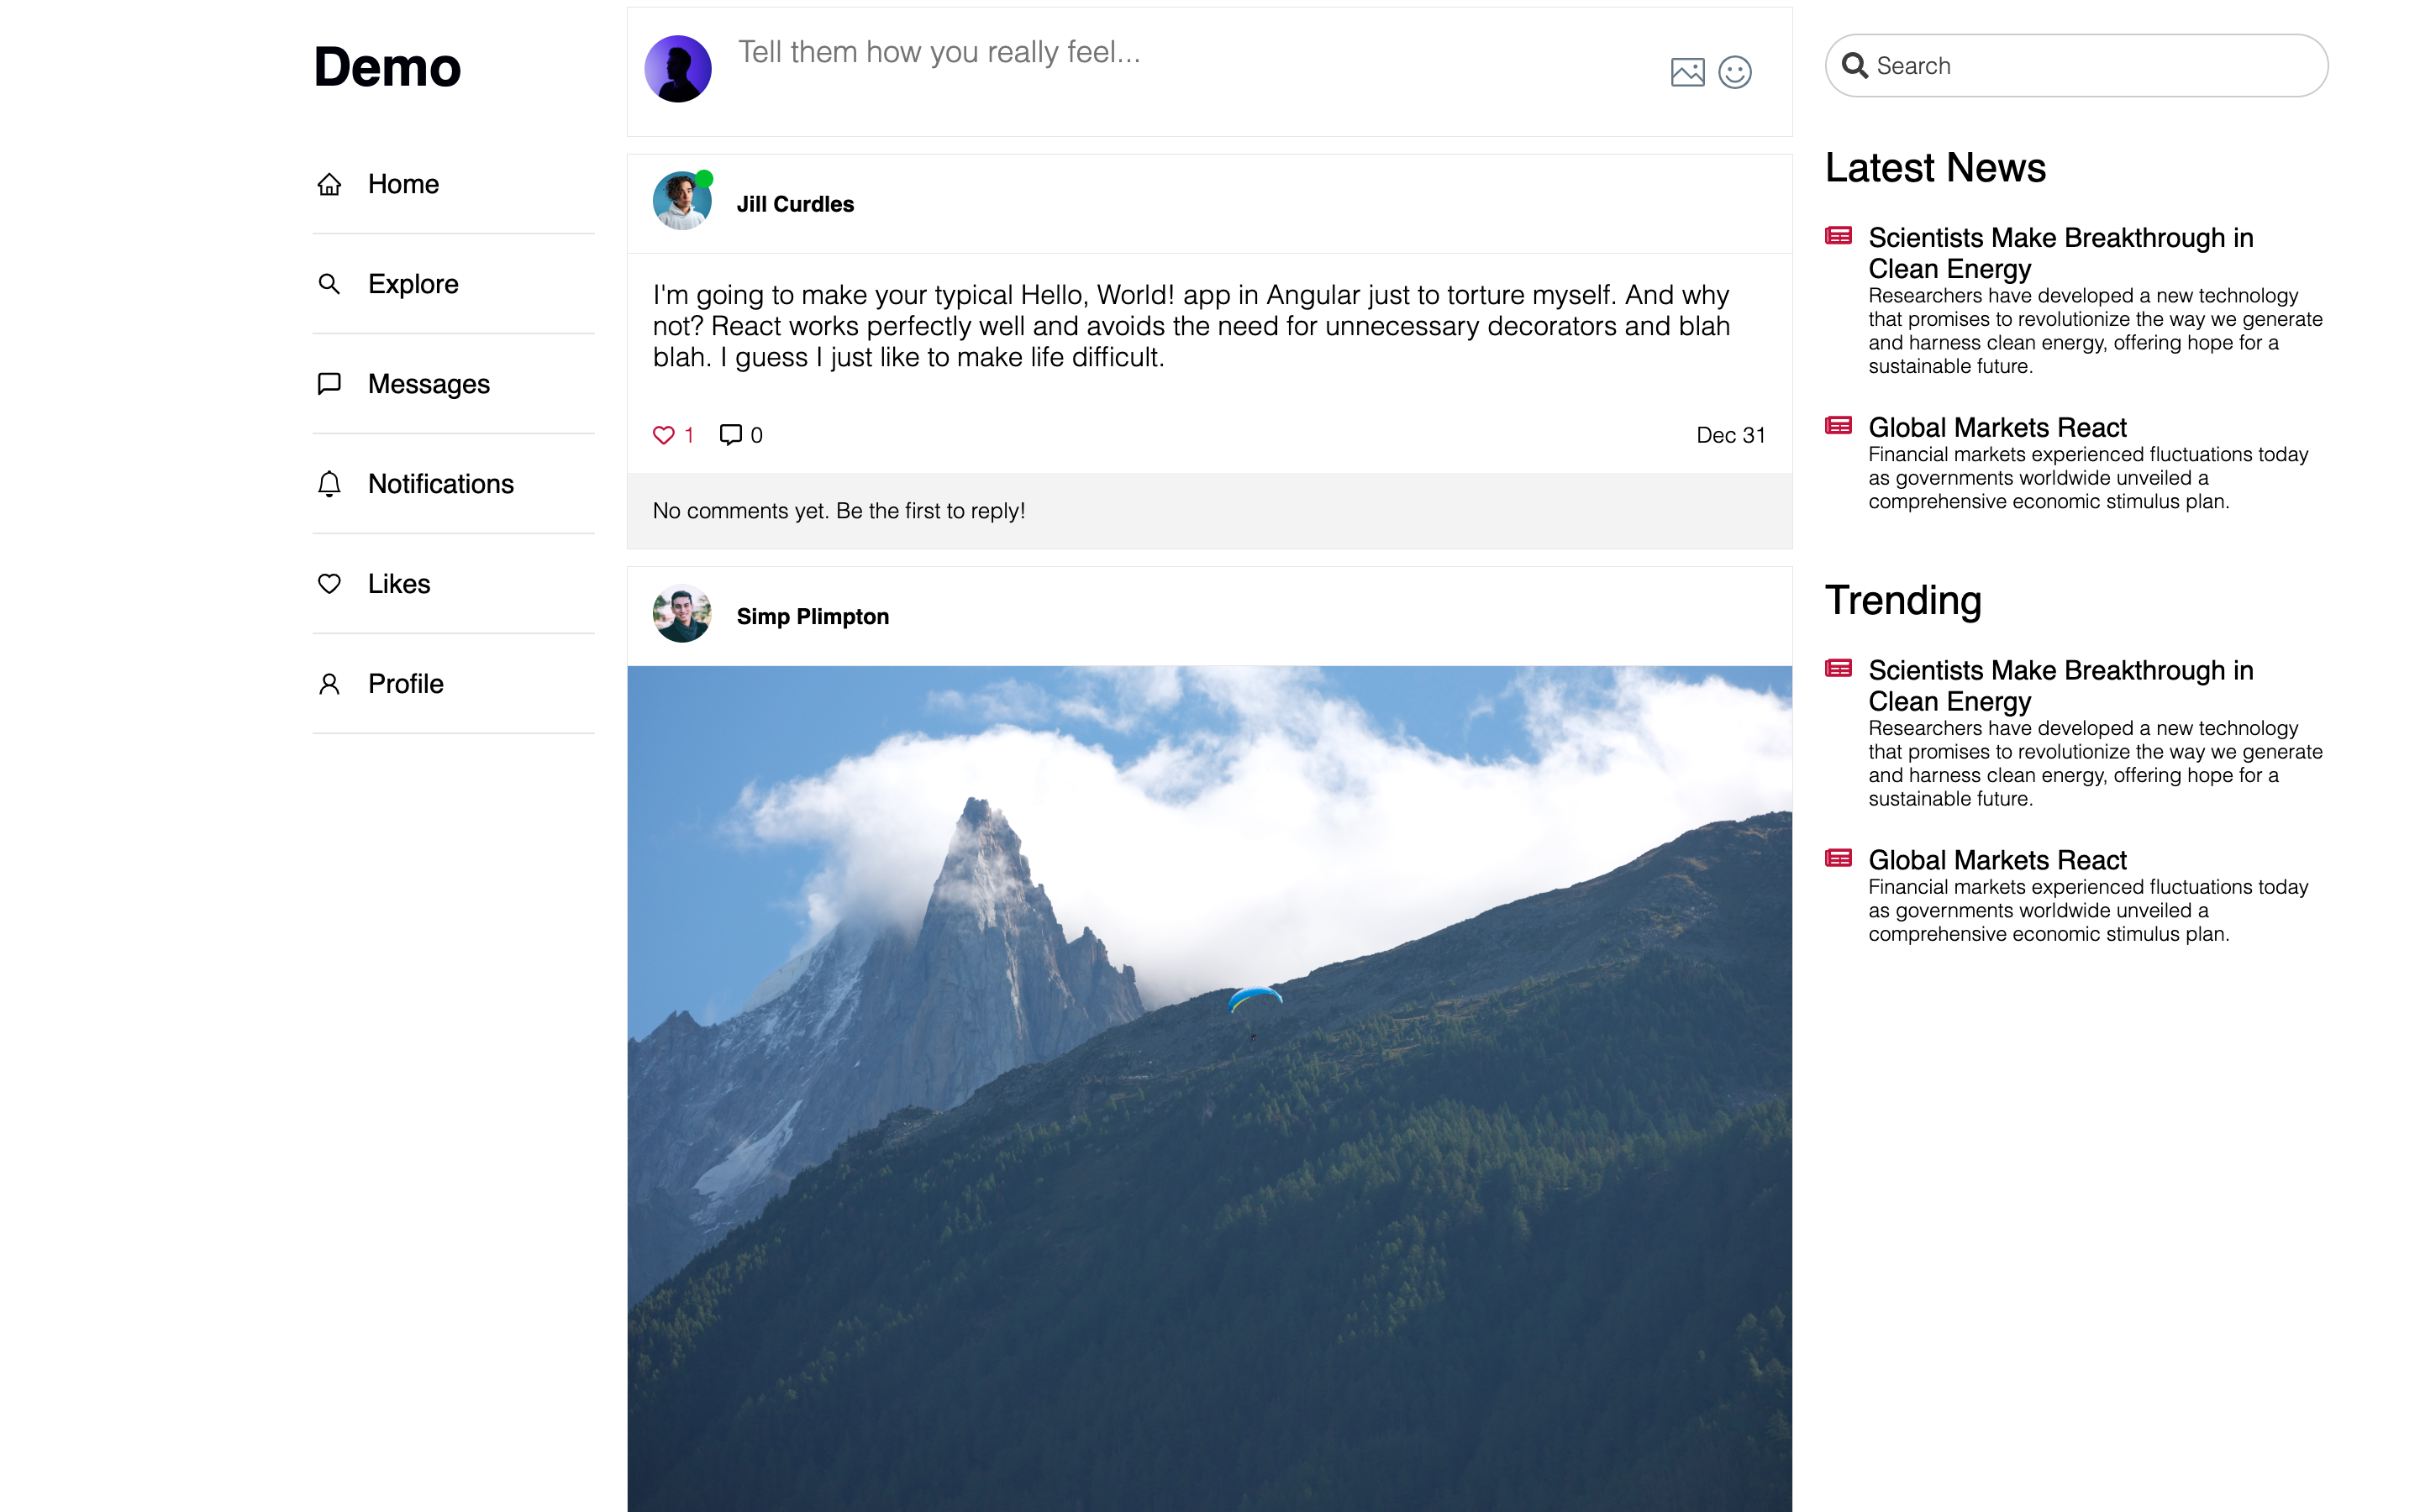 Demo
Home
Explore
Messages
Notifications
Likes
Profile
Tell them how you really feel...
Jill Curdles
I'm going to make your typical Hello, World! app in Angular just to torture myself. And why
not? React works perfectly well and avoids the need for unnecessary decorators and blah
blah. I guess I just like to make life difficult.
1 0 Dec 31
No comments yet. Be the first to reply!
Simp Plimpton
Search
Latest News
Scientists Make Breakthrough in
Clean Energy
Researchers have developed a new technology
that promises to revolutionize the way we generate
and harness clean energy, offering hope for a
sustainable future.
Global Markets React
Financial markets experienced fluctuations today
as governments worldwide unveiled a
comprehensive economic stimulus plan.
Trending
Scientists Make Breakthrough in
Clean Energy
Researchers have developed a new technology
that promises to revolutionize the way we generate
and harness clean energy, offering hope for a
sustainable future.
Global Markets React
Financial markets experienced fluctuations today
as governments worldwide unveiled a
comprehensive economic stimulus plan.